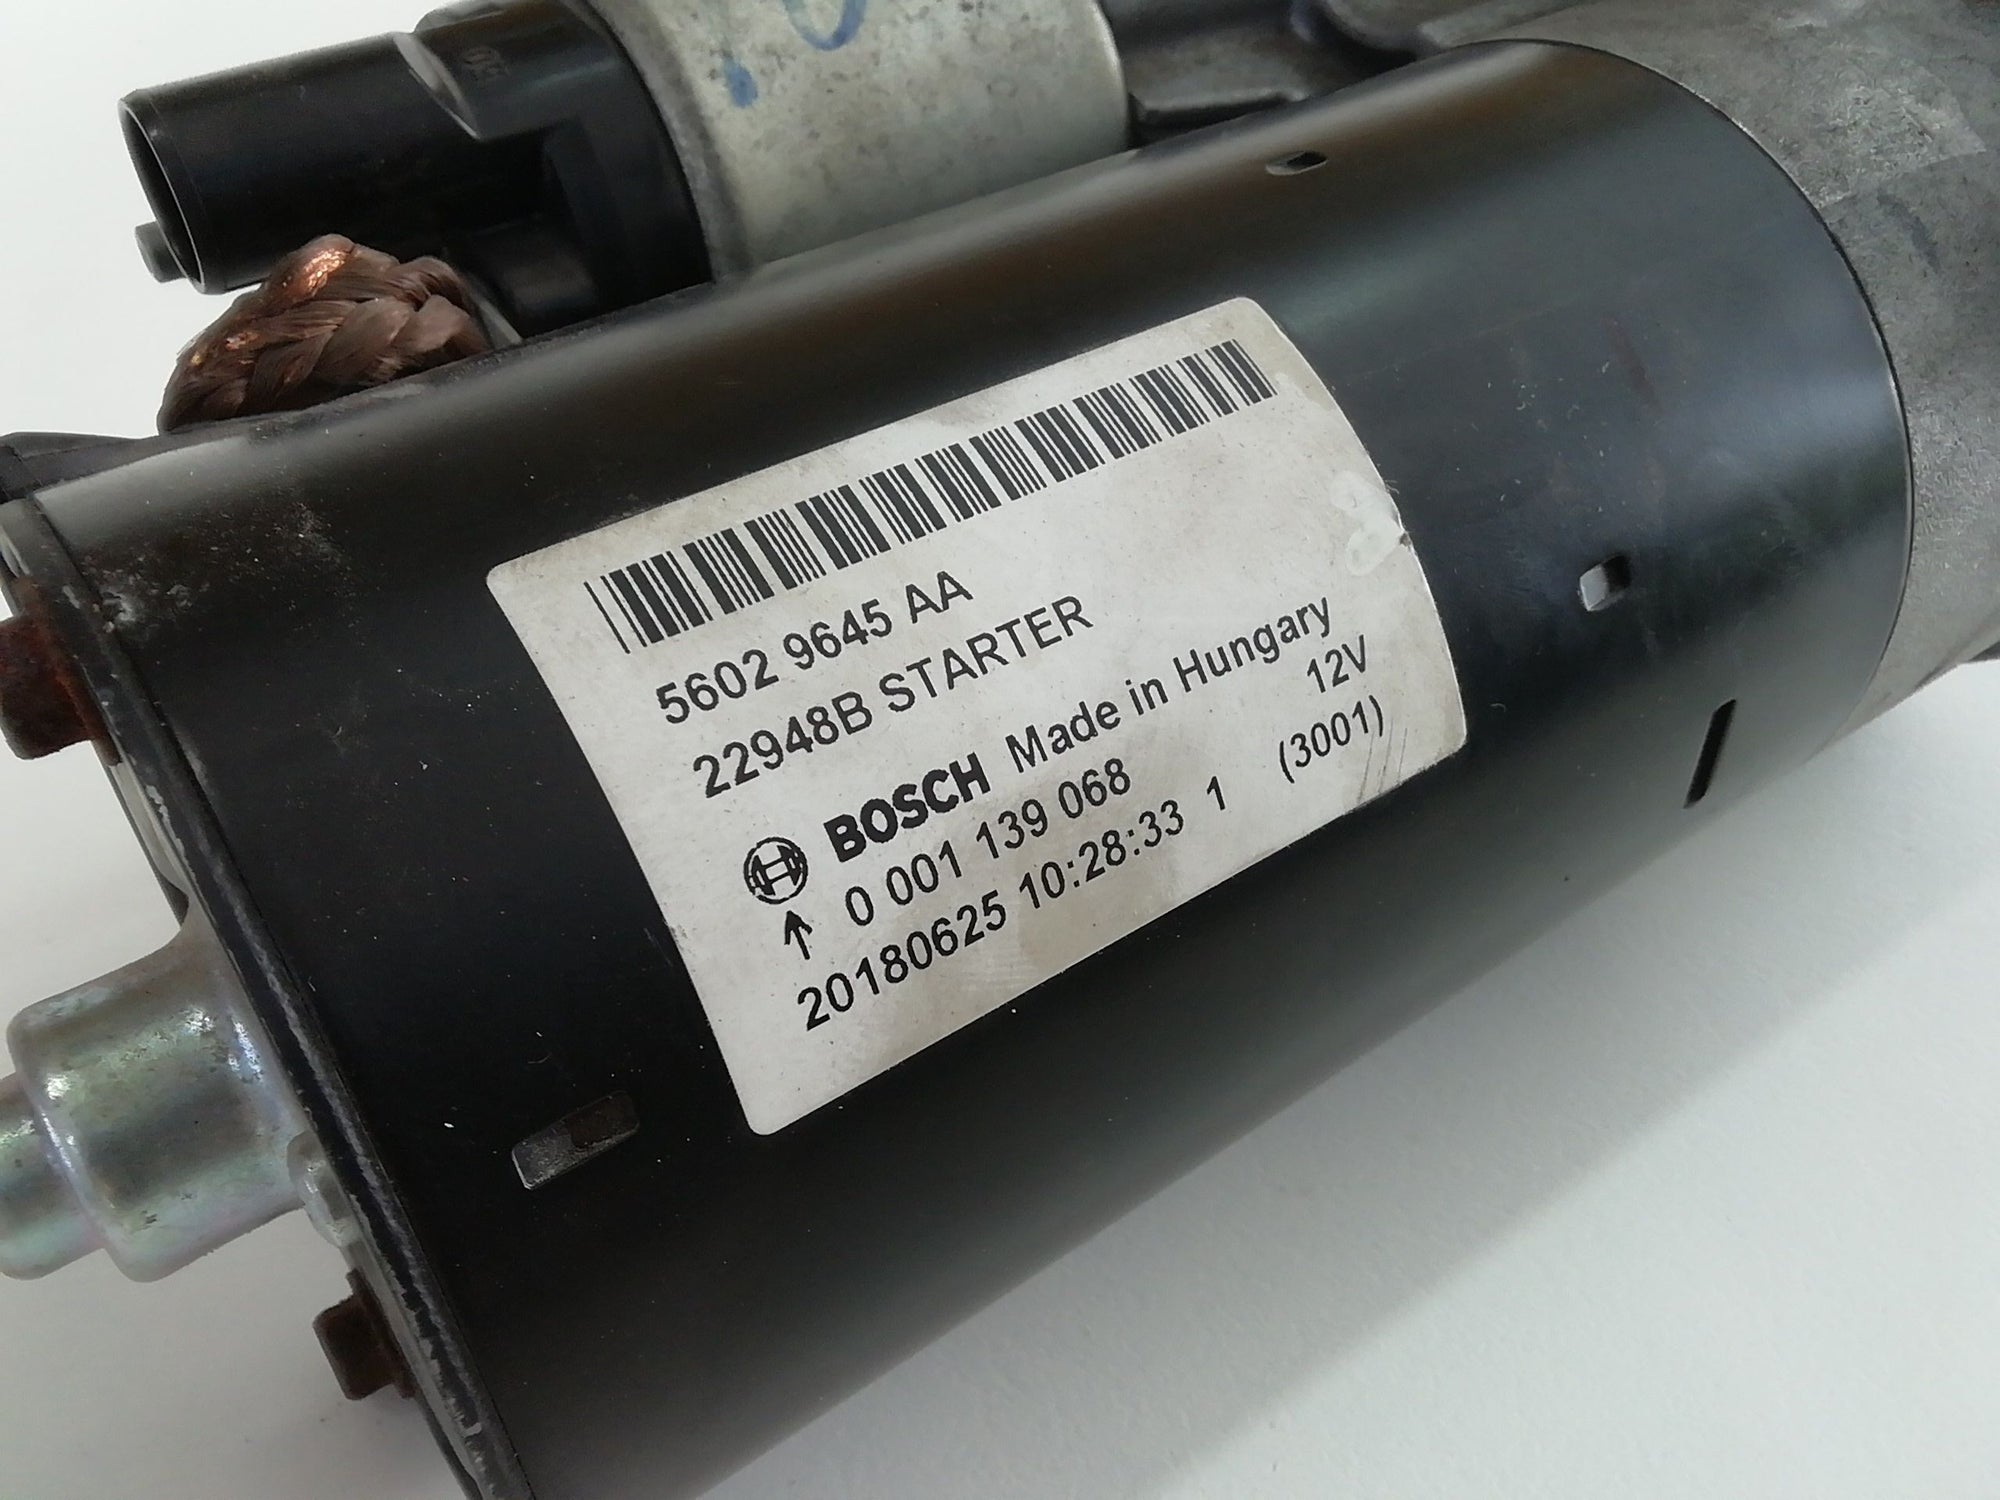 5602 9645 AA
22948B STARTER
BOSCH Made in Hungary
↑ 0 001 139 068 12V
20180625 10:28:33 1 (3001)